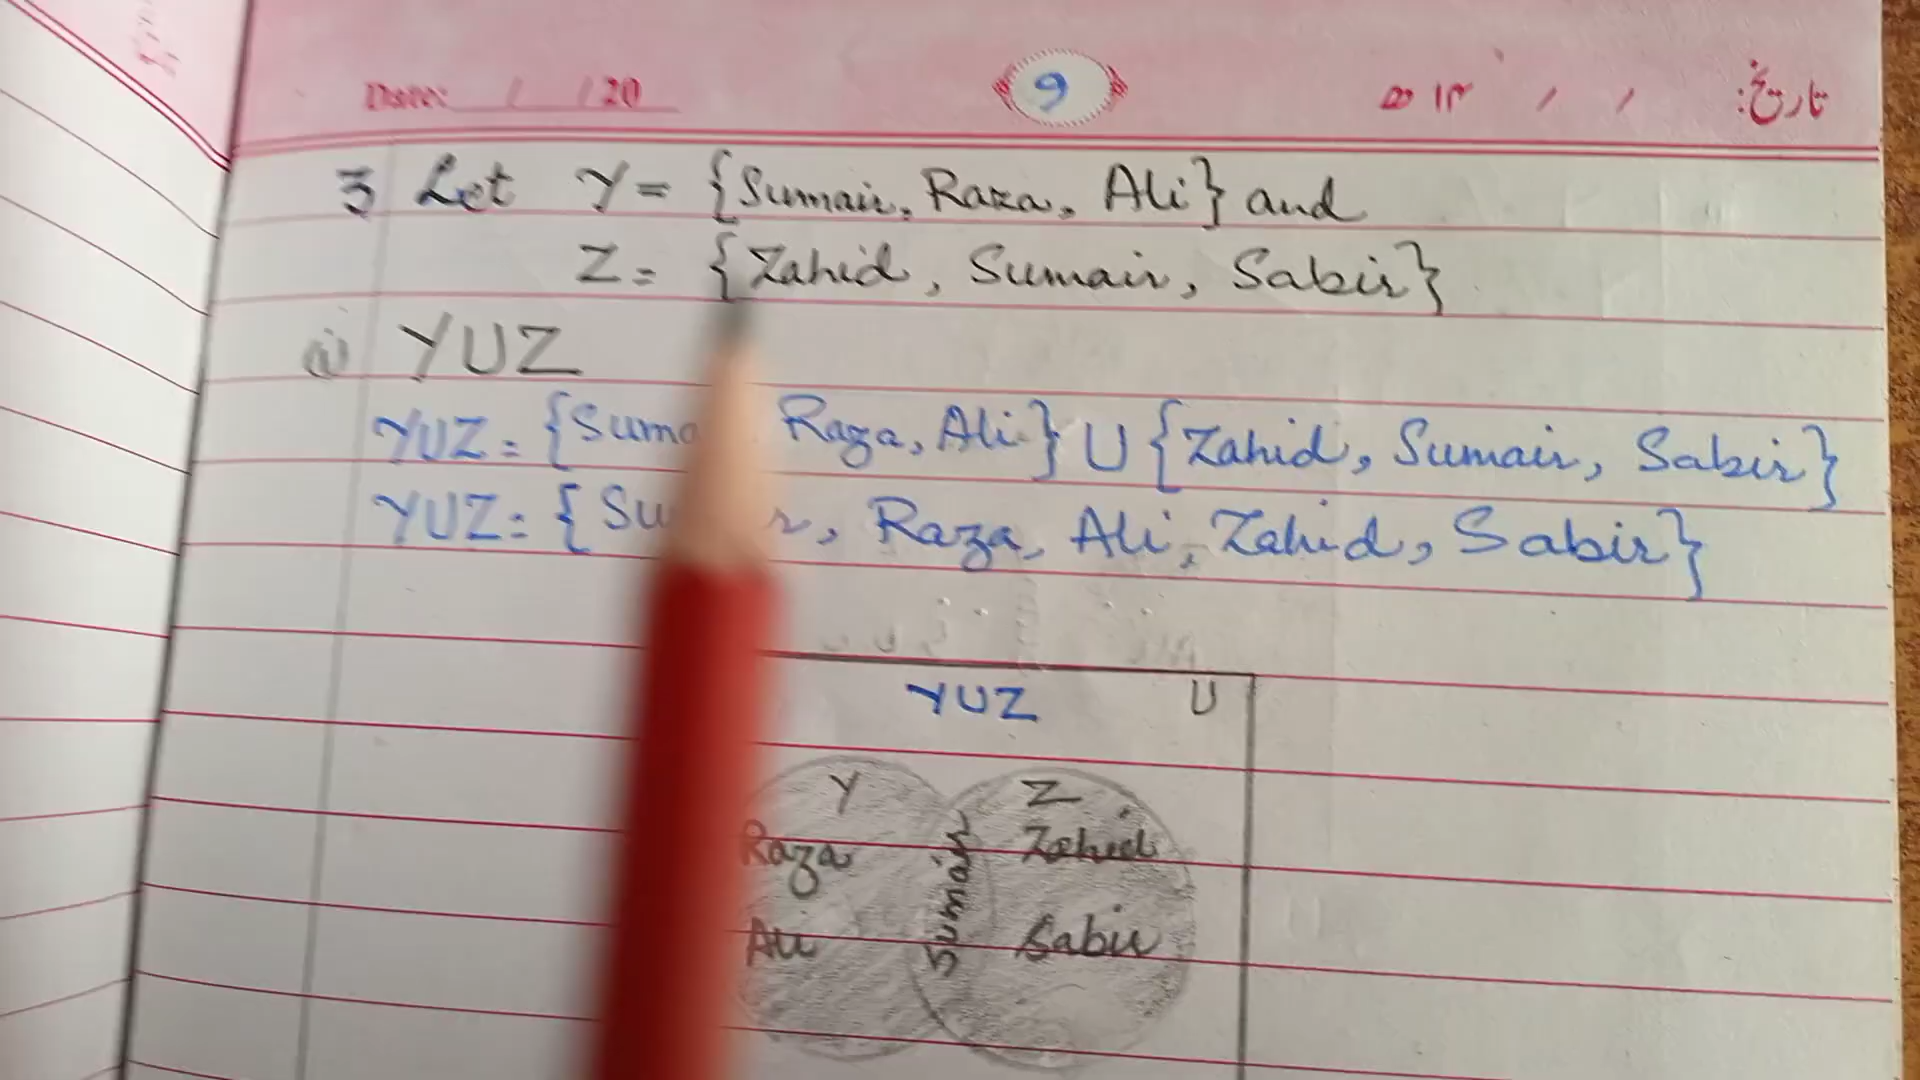 Date: / /20
9
تاریخ: / / ۱۴ ھ
3 Let Y = {Sumair, Raza, Ali} and
Z = {Zahid, Sumair, Sabir}
YUZ
YUZ = {Suma Raza, Ali} U {Zahid, Sumair, Sabir}
YUZ = {Su r, Raza, Ali, Zahid, Sabir}
YUZ U
Y Z
Raza Sumair Zahid
Ali Sabir